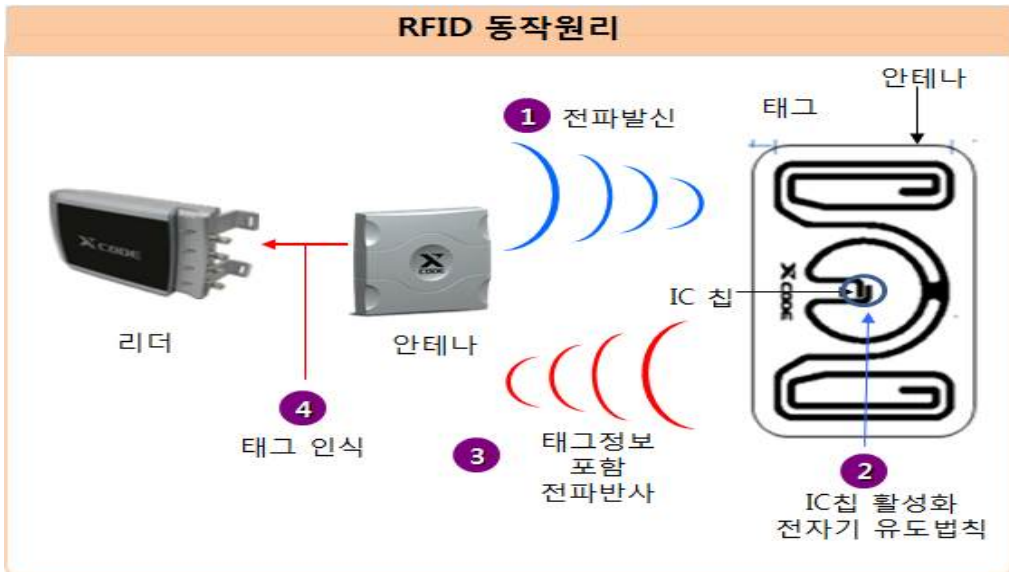 RFID 동작원리
안테나
태그
1 전파발신
X CODE
X CODE
IC 칩
X CODE
리더
안테나
4
태그 인식
3
태그정보
포함
전파반사
2
IC칩 활성화
전자기 유도법칙